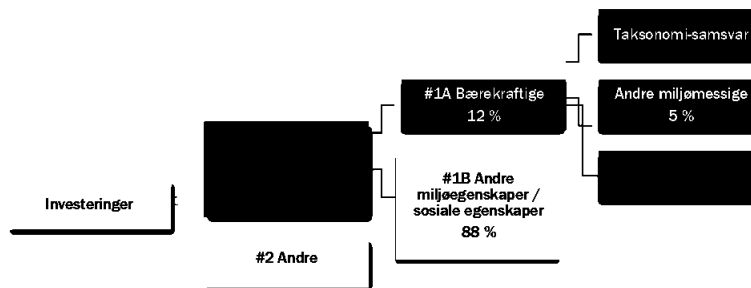 Investeringer
#2 Andre
#1A Bærekraftige
12 %
#1B Andre
miljøegenskaper /
sosiale egenskaper
88 %
Taksonomi-samsvar
Andre miljømessige
5 %